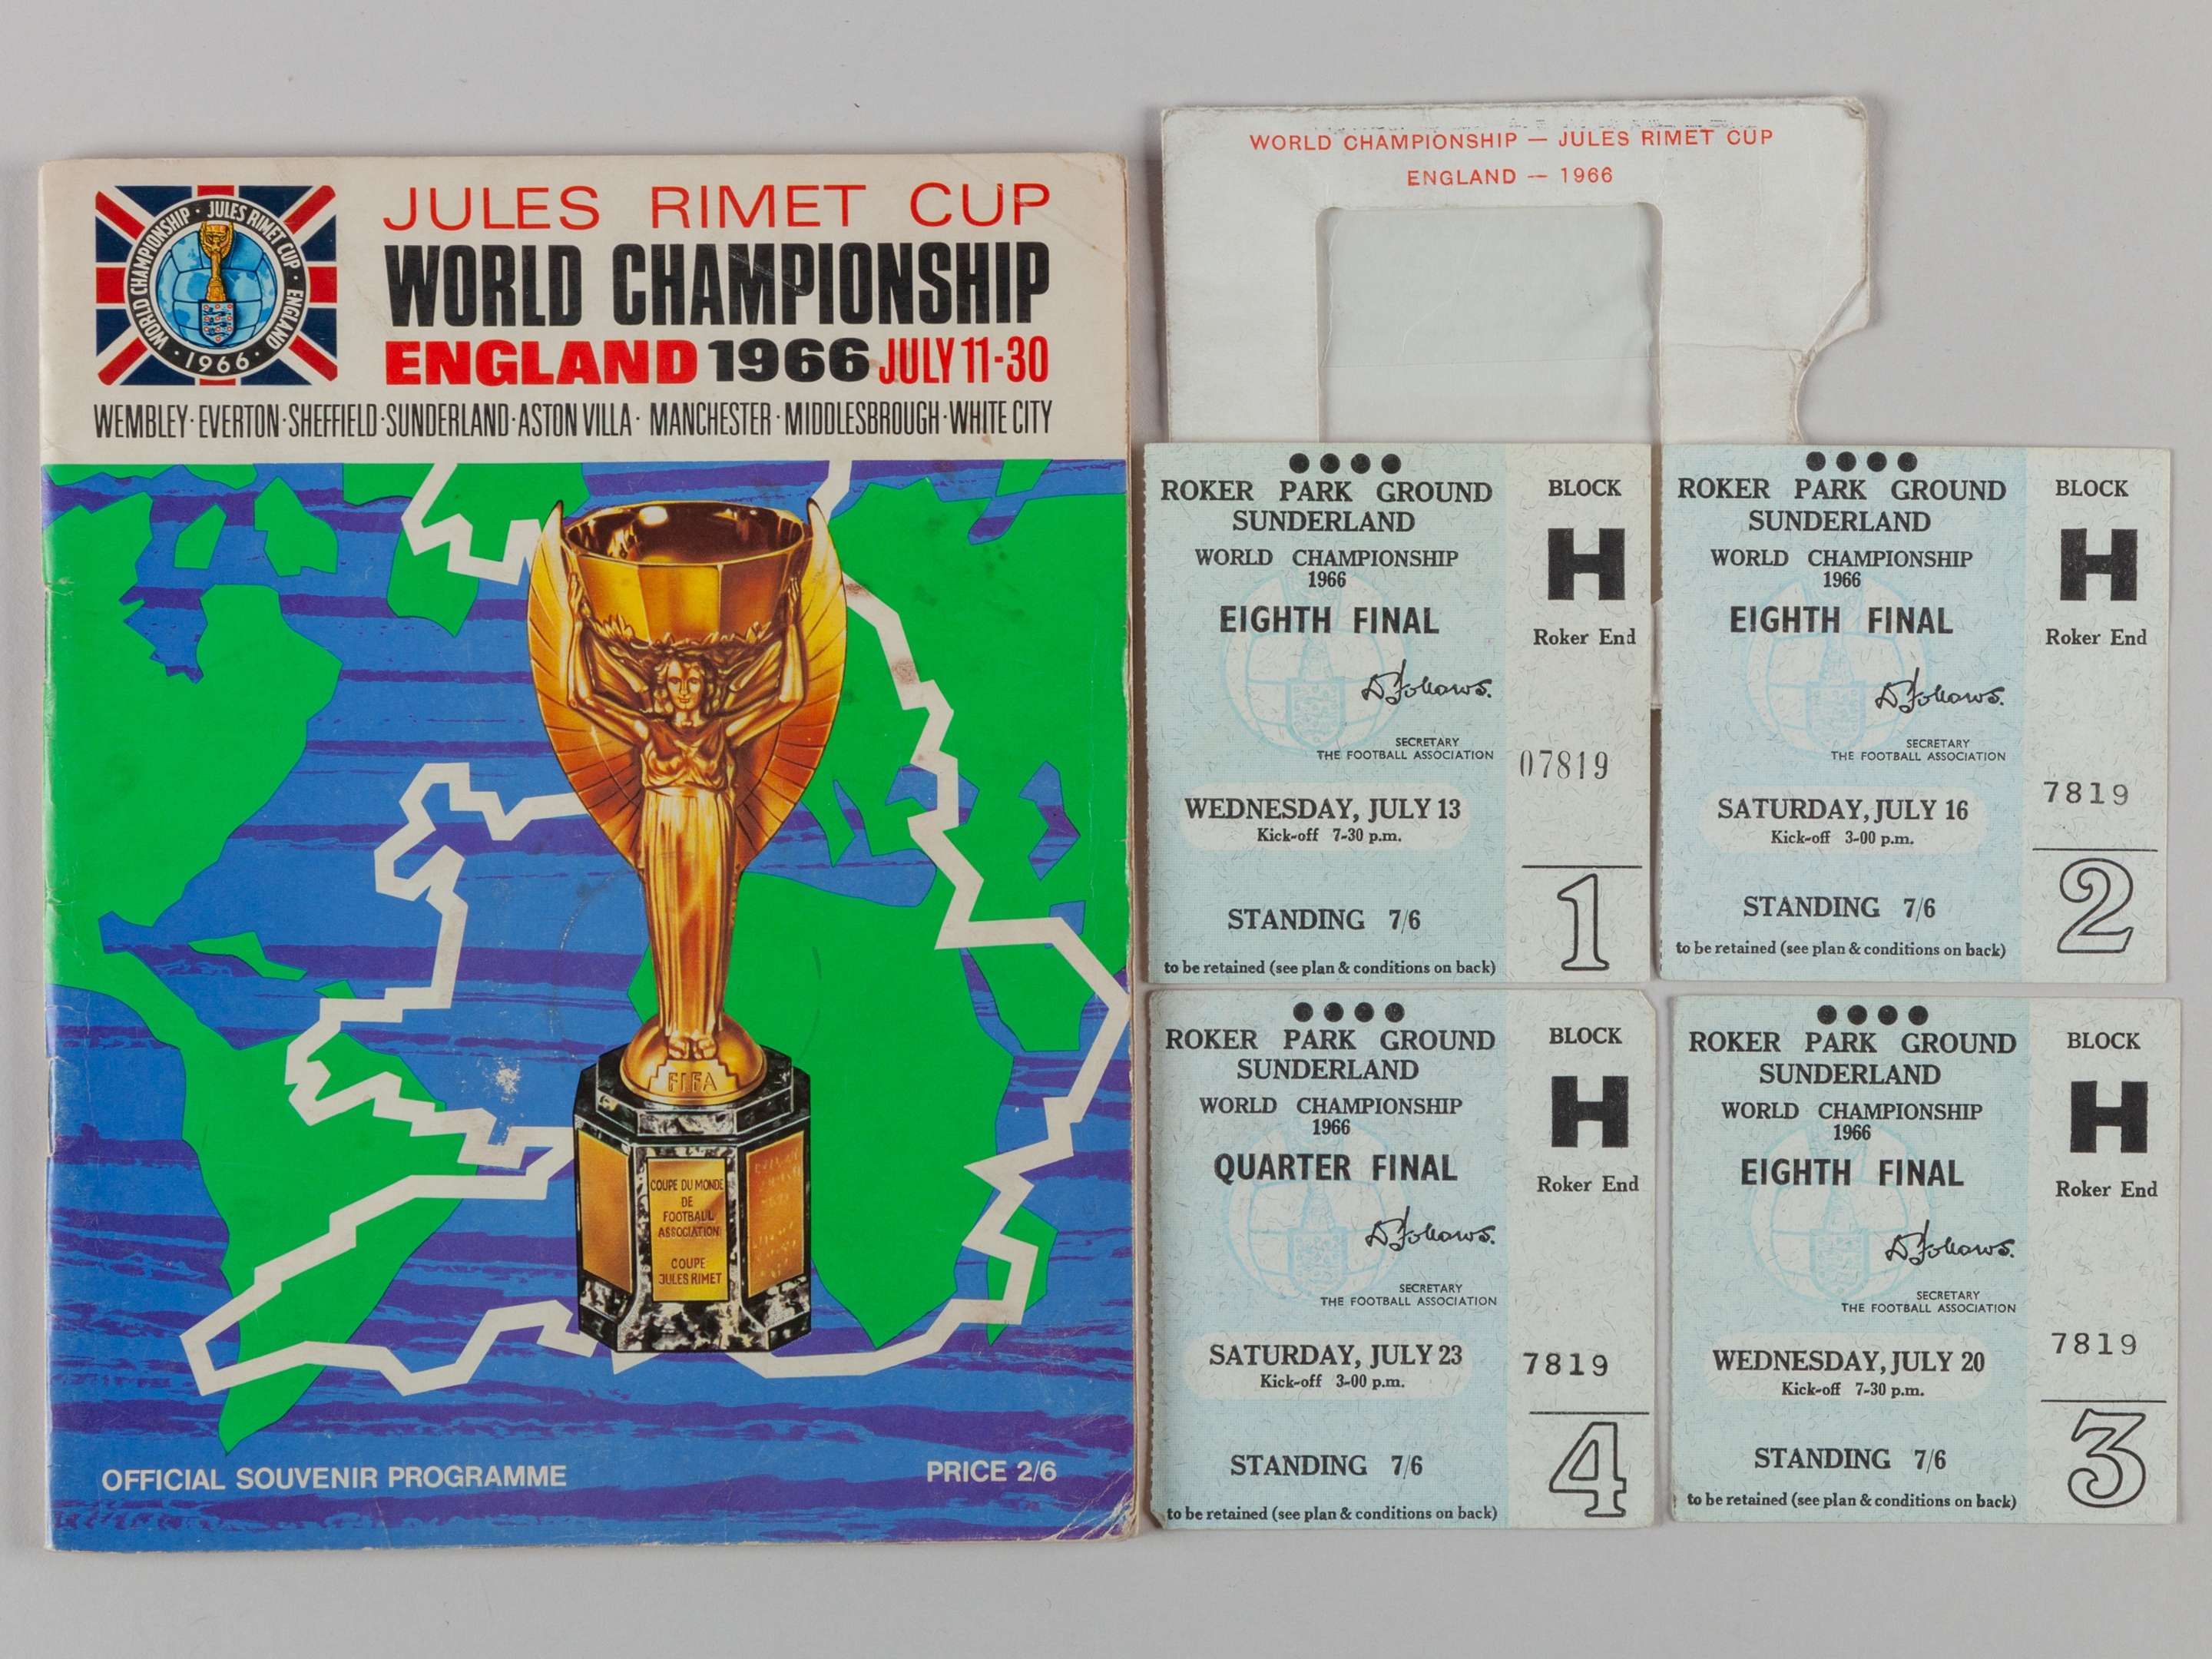 WORLD CHAMPIONSHIP · JULES RIMET CUP · ENGLAND
· 1966 ·
JULES RIMET CUP
WORLD CHAMPIONSHIP
ENGLAND 1966 JULY 11-30
WEMBLEY·EVERTON·SHEFFIELD·SUNDERLAND·ASTON VILLA· MANCHESTER·MIDDLESBROUGH·WHITE CITY
FIFA
COUPE DU MONDE
DE
FOOTBALL
ASSOCIATION
COUPE
JULES RIMET
OFFICIAL SOUVENIR PROGRAMME
PRICE 2/6
WORLD CHAMPIONSHIP — JULES RIMET CUP
ENGLAND — 1966
ROKER PARK GROUND
SUNDERLAND
WORLD CHAMPIONSHIP
1966
EIGHTH FINAL
D Follows.
SECRETARY
THE FOOTBALL ASSOCIATION
WEDNESDAY, JULY 13
Kick-off 7-30 p.m.
STANDING 7/6
to be retained (see plan & conditions on back)
BLOCK
H
Roker End
07819
1
ROKER PARK GROUND
SUNDERLAND
WORLD CHAMPIONSHIP
1966
EIGHTH FINAL
D Follows.
SECRETARY
THE FOOTBALL ASSOCIATION
SATURDAY, JULY 16
Kick-off 3-00 p.m.
STANDING 7/6
to be retained (see plan & conditions on back)
BLOCK
H
Roker End
7819
2
ROKER PARK GROUND
SUNDERLAND
WORLD CHAMPIONSHIP
1966
QUARTER FINAL
D Follows.
SECRETARY
THE FOOTBALL ASSOCIATION
SATURDAY, JULY 23
Kick-off 3-00 p.m.
STANDING 7/6
to be retained (see plan & conditions on back)
BLOCK
H
Roker End
7819
4
ROKER PARK GROUND
SUNDERLAND
WORLD CHAMPIONSHIP
1966
EIGHTH FINAL
D Follows.
SECRETARY
THE FOOTBALL ASSOCIATION
WEDNESDAY, JULY 20
Kick-off 7-30 p.m.
STANDING 7/6
to be retained (see plan & conditions on back)
BLOCK
H
Roker End
7819
3